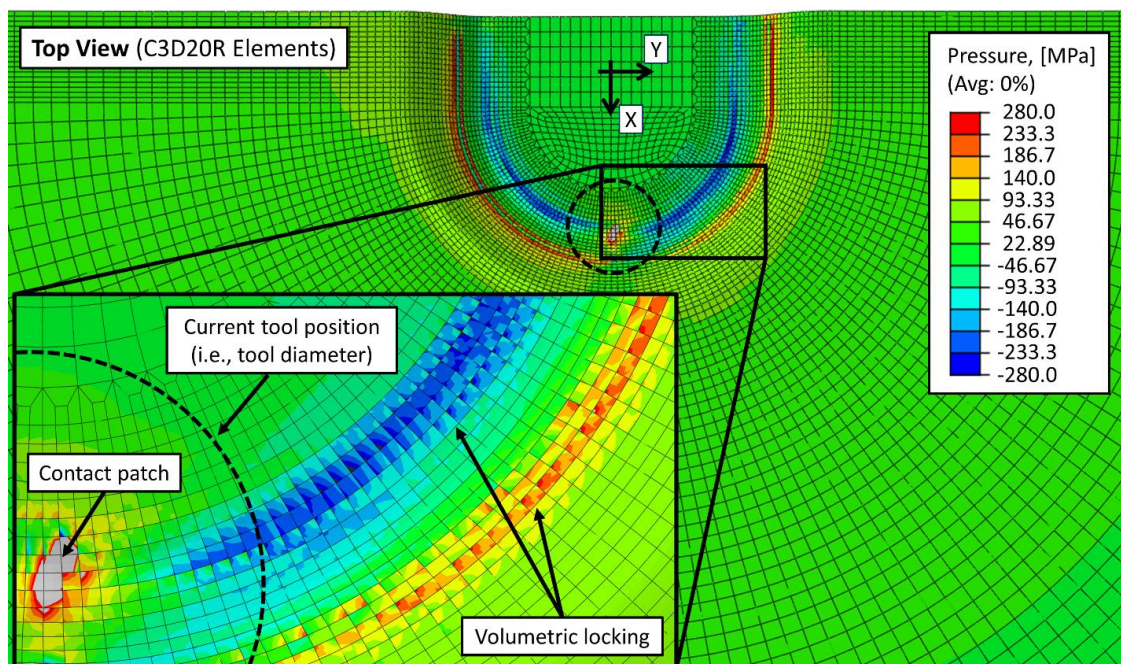 Top View (C3D20R Elements)
Y
X
Pressure, [MPa]
(Avg: 0%)
280.0
233.3
186.7
140.0
93.33
46.67
22.89
-46.67
-93.33
-140.0
-186.7
-233.3
-280.0
Current tool position
(i.e., tool diameter)
Contact patch
Volumetric locking